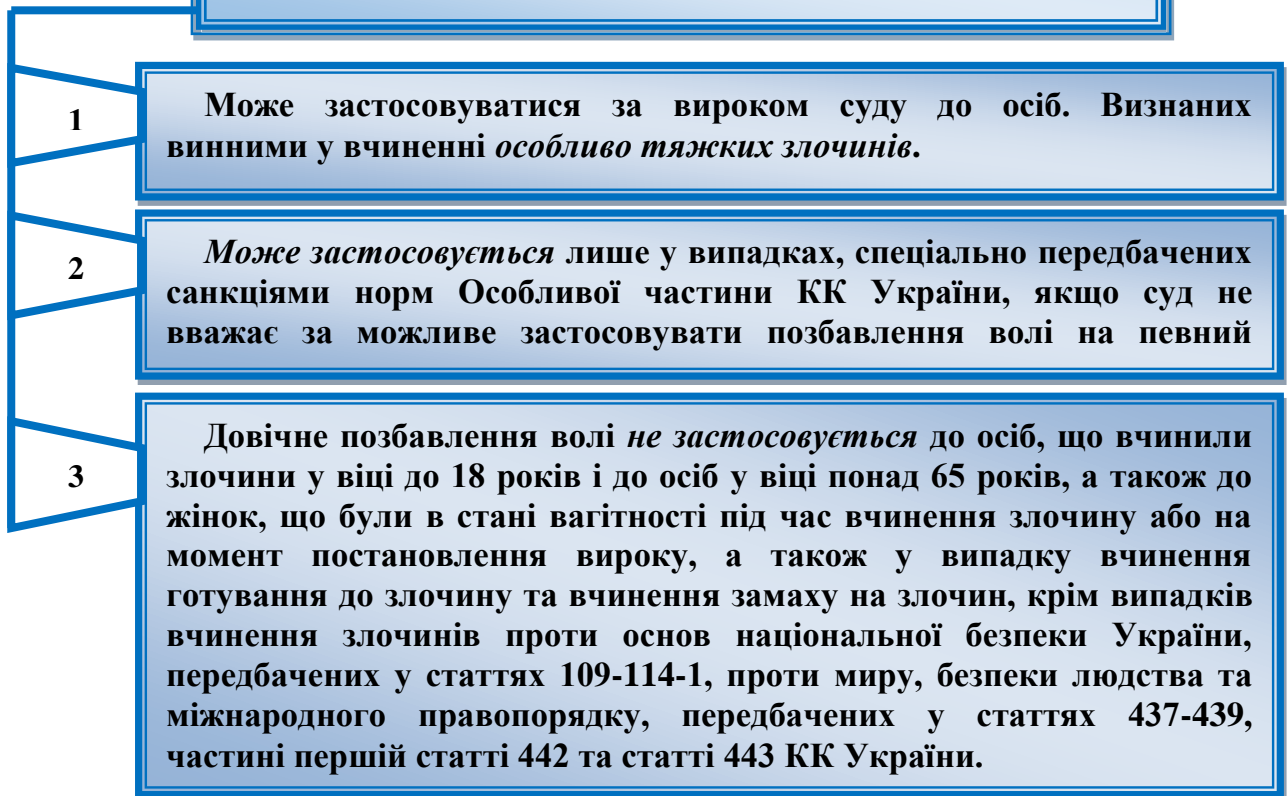 1
Може застосовуватися за вироком суду до осіб. Визнаних
винними у вчиненні особливо тяжких злочинів.
2
Може застосовується лише у випадках, спеціально передбачених
санкціями норм Особливої частини КК України, якщо суд не
вважає за можливе застосовувати позбавлення волі на певний
3
Довічне позбавлення волі не застосовується до осіб, що вчинили
злочини у віці до 18 років і до осіб у віці понад 65 років, а також до
жінок, що були в стані вагітності під час вчинення злочину або на
момент постановлення вироку, а також у випадку вчинення
готування до злочину та вчинення замаху на злочин, крім випадків
вчинення злочинів проти основ національної безпеки України,
передбачених у статтях 109-114-1, проти миру, безпеки людства та
міжнародного правопорядку, передбачених у статтях 437-439,
частині першій статті 442 та статті 443 КК України.